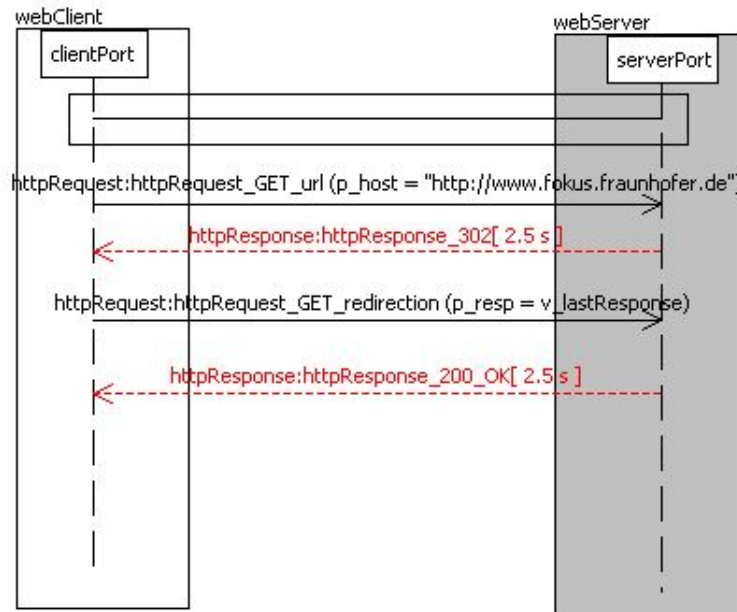 webClient
webServer
clientPort
serverPort
httpRequest:httpRequest_GET_url (p_host = "http://www.fokus.fraunhofer.de")
httpResponse:httpResponse_302[ 2.5 s ]
httpRequest:httpRequest_GET_redirection (p_resp = v_lastResponse)
httpResponse:httpResponse_200_OK[ 2.5 s ]